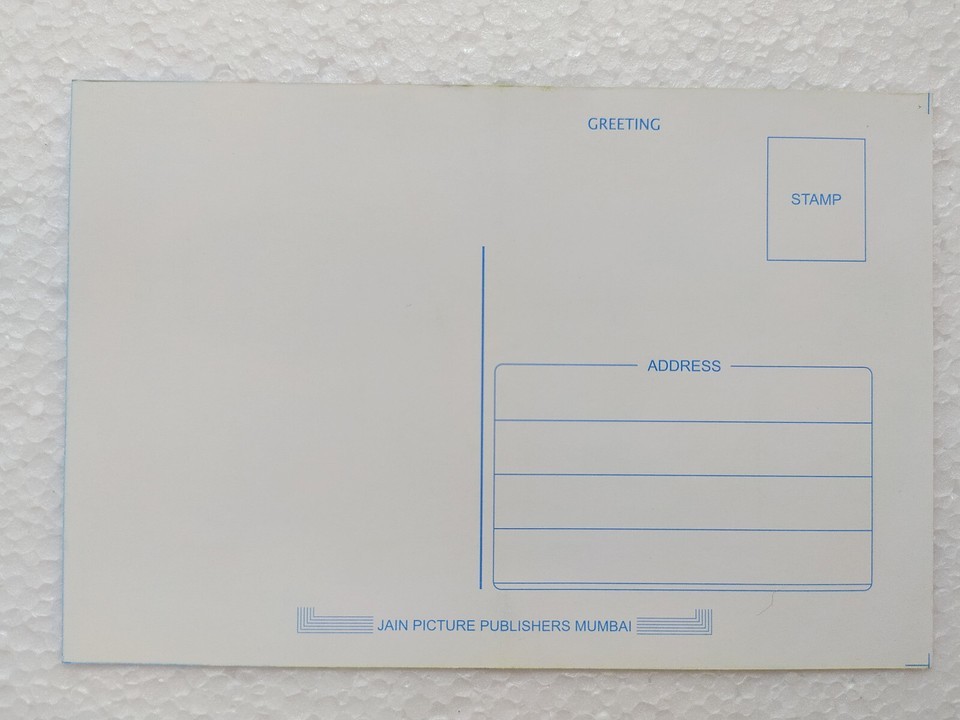 GREETING
STAMP
ADDRESS
JAIN PICTURE PUBLISHERS MUMBAI